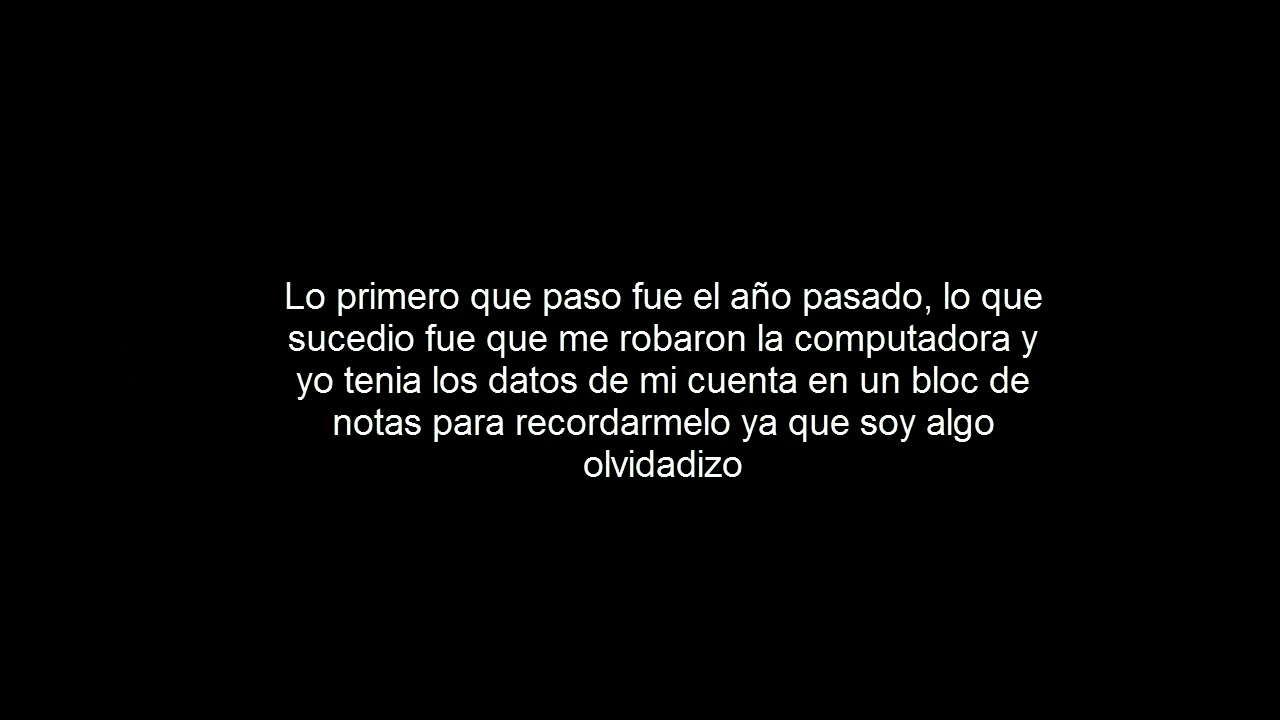 Lo primero que paso fue el año pasado, lo que
sucedio fue que me robaron la computadora y
yo tenia los datos de mi cuenta en un bloc de
notas para recordarmelo ya que soy algo
olvidadizo